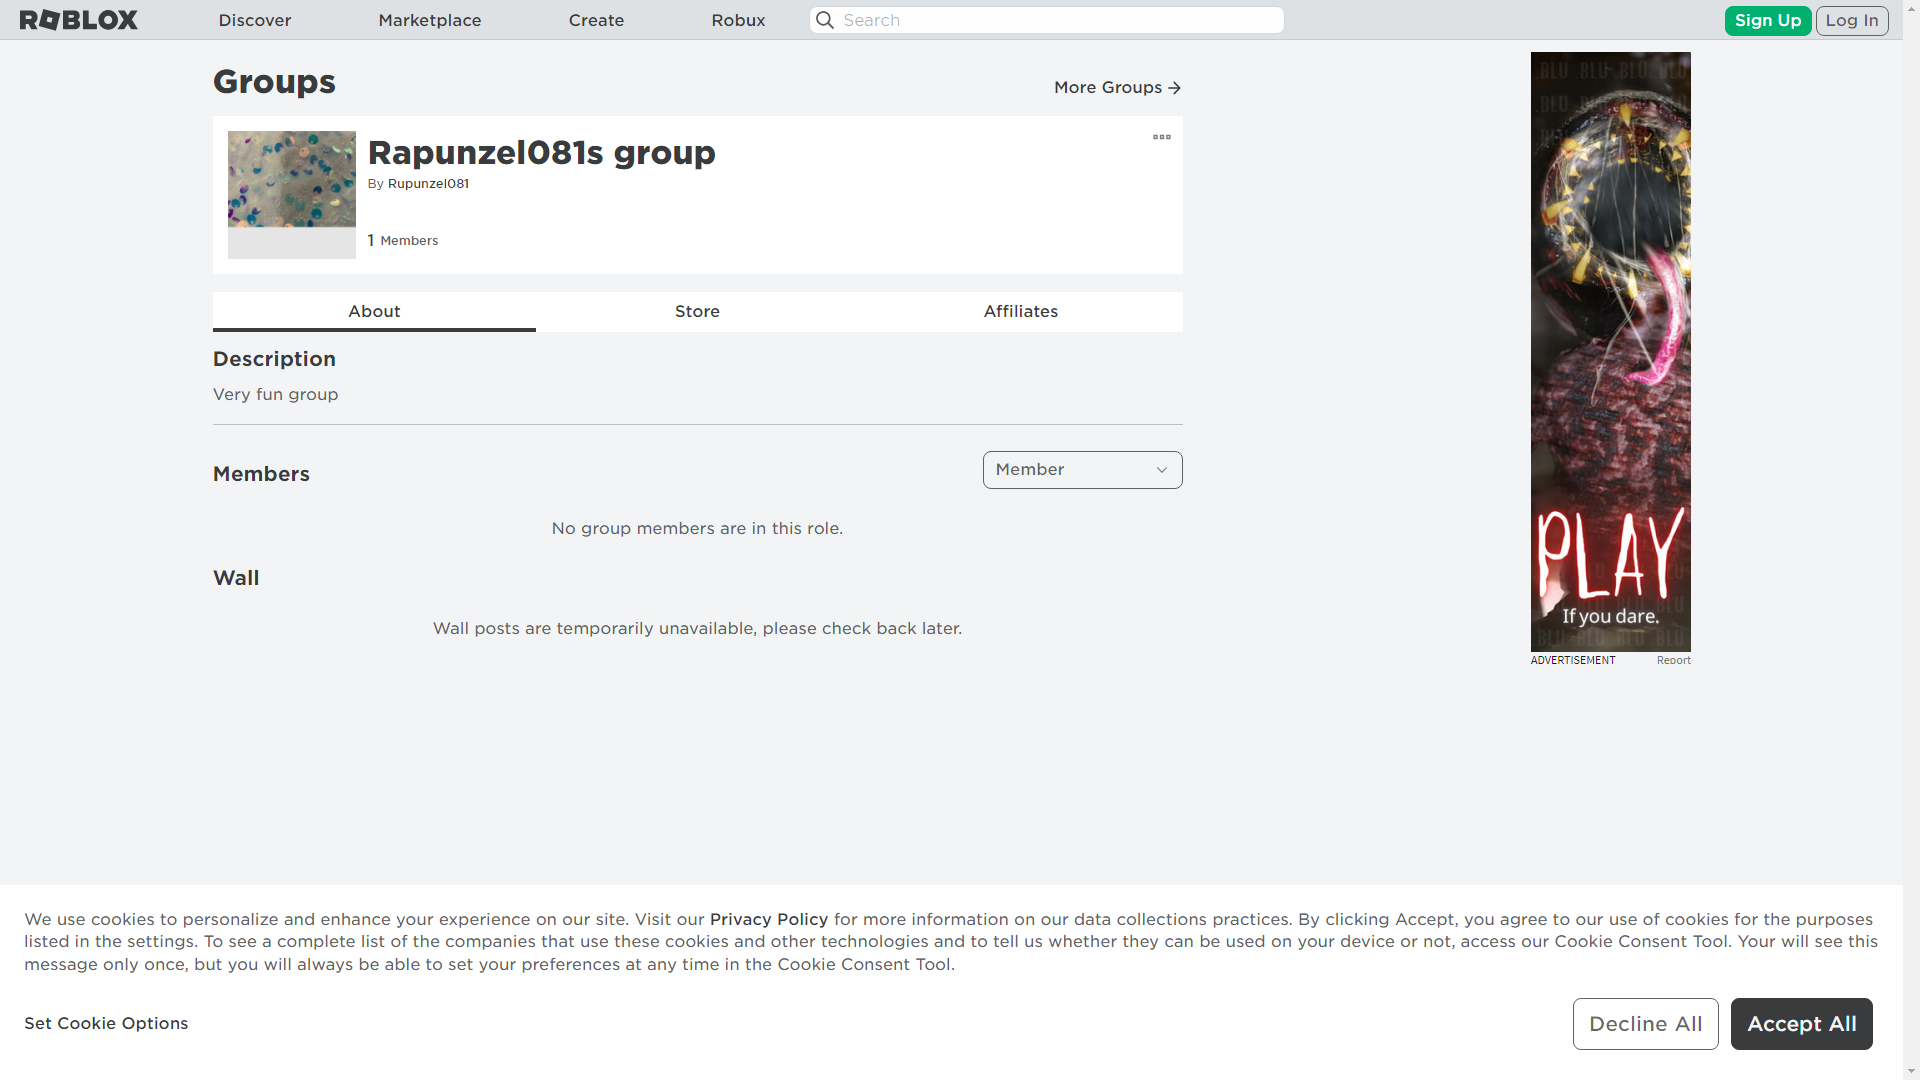 ROBLOX
Discover
Marketplace
Create
Robux
Search
Sign Up
Log In
Groups
More Groups
Rapunzel081s group
By Rupunzel081
1 Members
About
Store
Affiliates
Description
Very fun group
Members
Member
No group members are in this role.
Wall
Wall posts are temporarily unavailable, please check back later.
PLAY
If you dare.
ADVERTISEMENT
Report
We use cookies to personalize and enhance your experience on our site. Visit our Privacy Policy for more information on our data collections practices. By clicking Accept, you agree to our use of cookies for the purposes
listed in the settings. To see a complete list of the companies that use these cookies and other technologies and to tell us whether they can be used on your device or not, access our Cookie Consent Tool. Your will see this
message only once, but you will always be able to set your preferences at any time in the Cookie Consent Tool.
Set Cookie Options
Decline All
Accept All